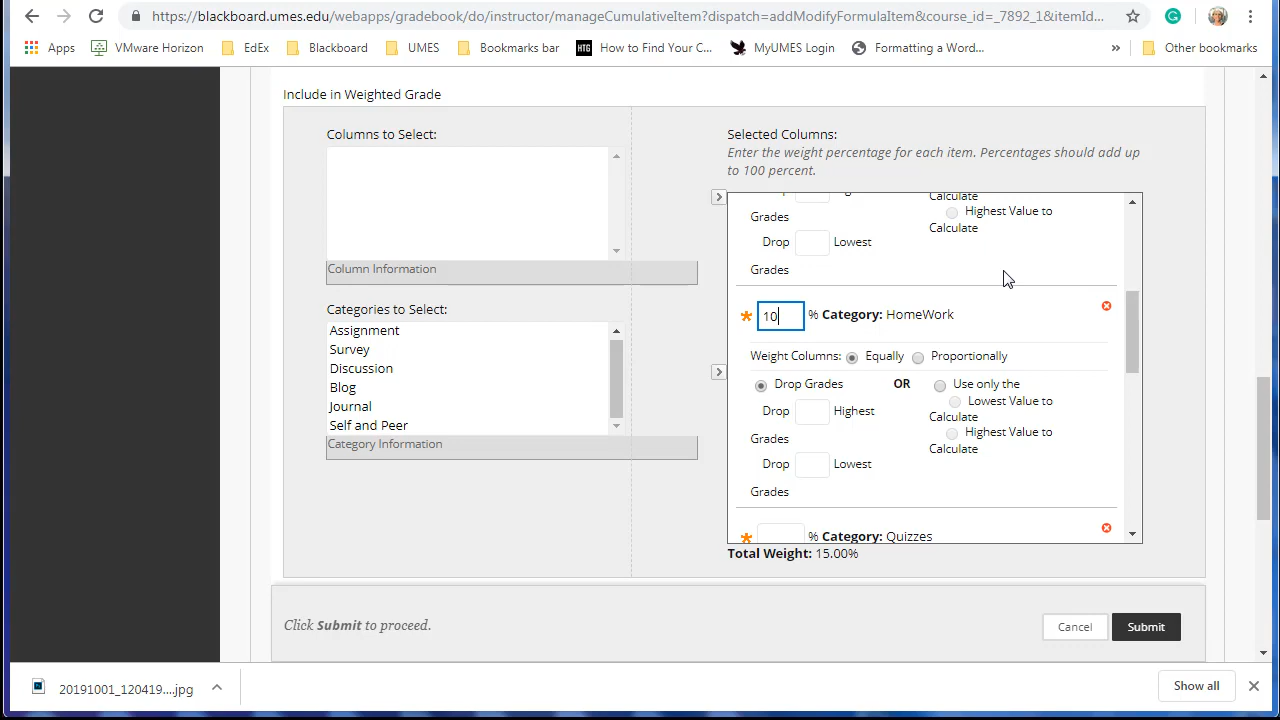 https://blackboard.umes.edu/webapps/gradebook/do/instructor/manageCumulativeItem?dispatch=addModifyFormulaItem&course_id=_7892_1&itemId...
Apps VMware Horizon EdEx Blackboard UMES Bookmarks bar HTG How to Find Your C... MyUMES Login Formatting a Word... » Other bookmarks
Include in Weighted Grade
Columns to Select:
Column Information
Categories to Select:
Assignment
Survey
Discussion
Blog
Journal
Self and Peer
Category Information
Selected Columns:
Enter the weight percentage for each item. Percentages should add up
to 100 percent.
Calculate
Highest Value to
Calculate
Grades
Drop Lowest
Grades
* 10 % Category: HomeWork
Weight Columns: Equally Proportionally
Drop Grades OR Use only the
Lowest Value to
Calculate
Drop Highest
Grades
Highest Value to
Calculate
Drop Lowest
Grades
* % Category: Quizzes
Total Weight: 15.00%
Click Submit to proceed.
Cancel Submit
20191001_120419....jpg
Show all